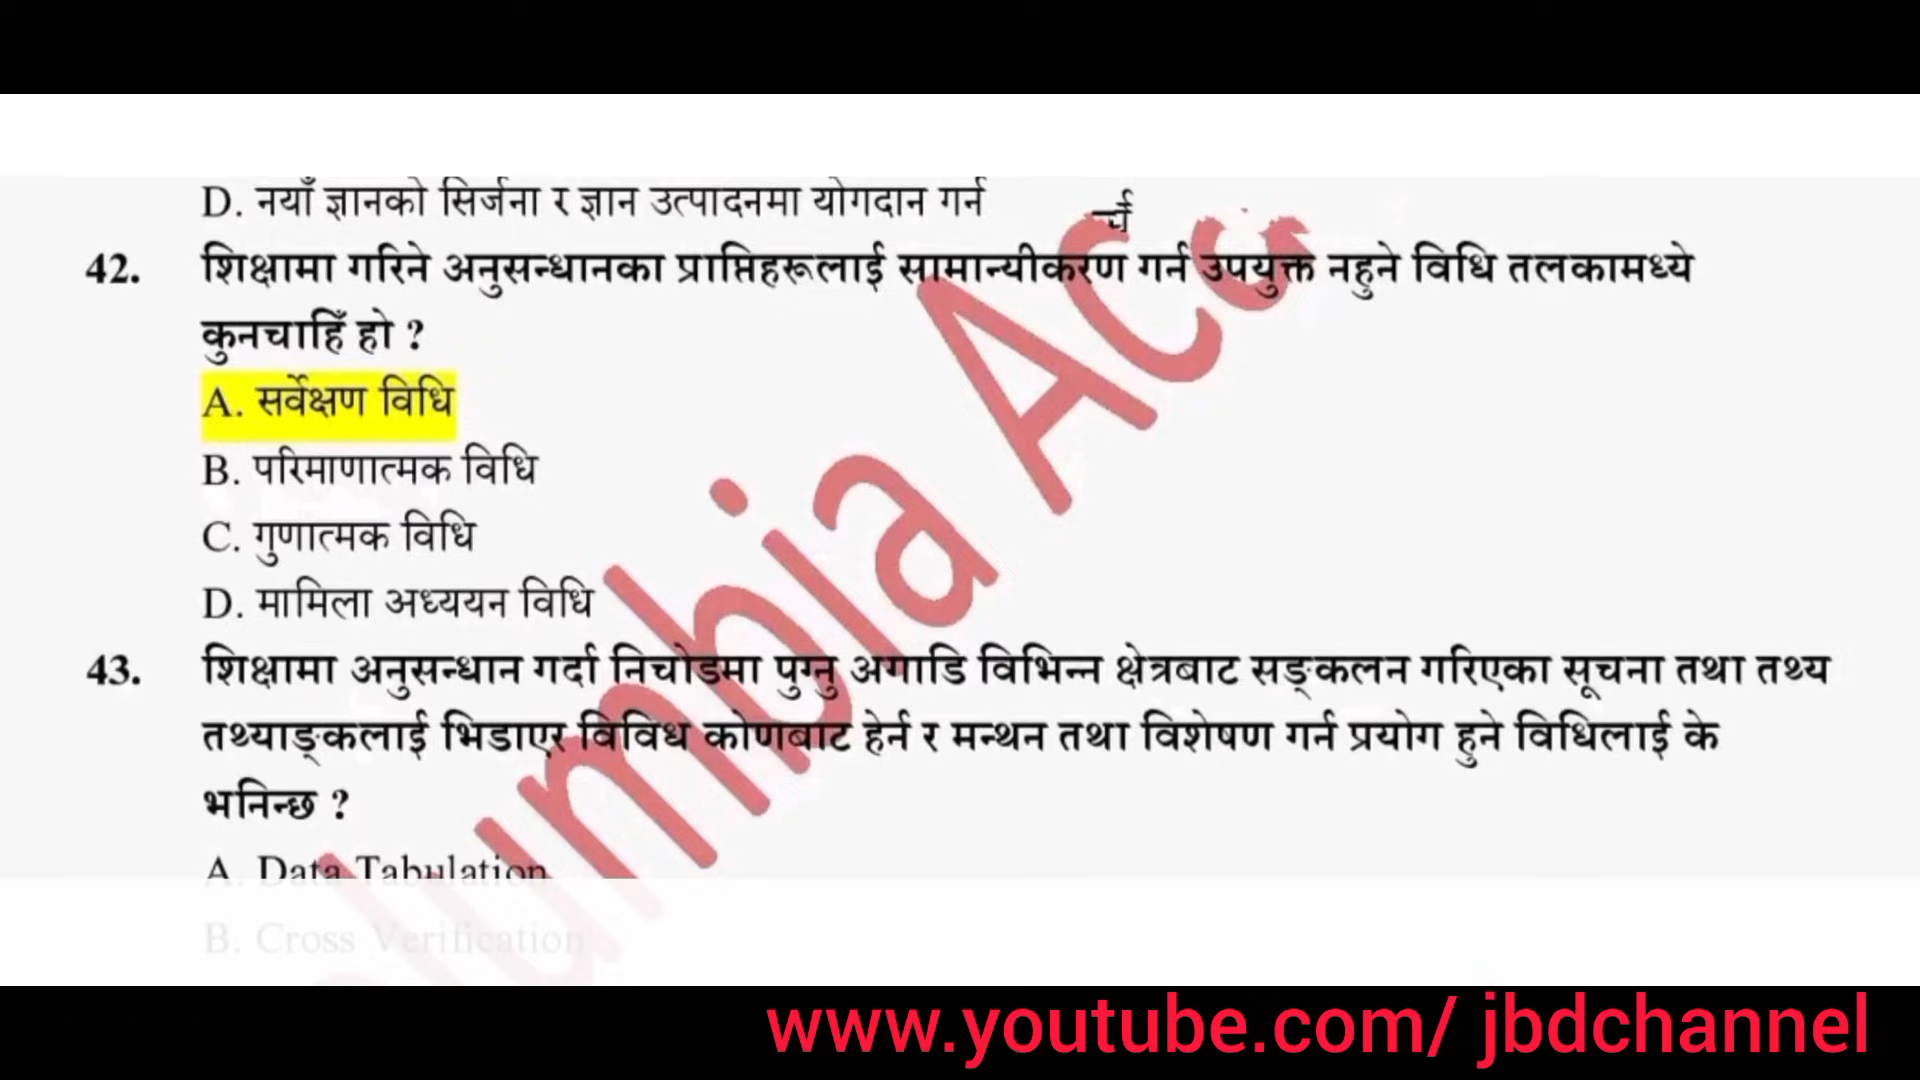 D. नयाँ ज्ञानको सिर्जना र ज्ञान उत्पादनमा योगदान गर्न
42. शिक्षामा गरिने अनुसन्धानका प्राप्तिहरूलाई सामान्यीकरण गर्न उपयुक्त नहुने विधि तलकामध्ये
कुनचाहिँ हो ?
A. सर्वेक्षण विधि
B. परिमाणात्मक विधि
C. गुणात्मक विधि
D. मामिला अध्ययन विधि
43. शिक्षामा अनुसन्धान गर्दा निचोडमा पुग्नु अगाडि विभिन्न क्षेत्रबाट सङ्कलन गरिएका सूचना तथा तथ्य
तथ्याङ्कलाई भिडाएर विविध कोणबाट हेर्न र मन्थन तथा विशेषण गर्न प्रयोग हुने विधिलाई के
भनिन्छ ?
A. Data Tabulation
B. Cross Verification
lumbia Aca
www.youtube.com/ jbdchannel